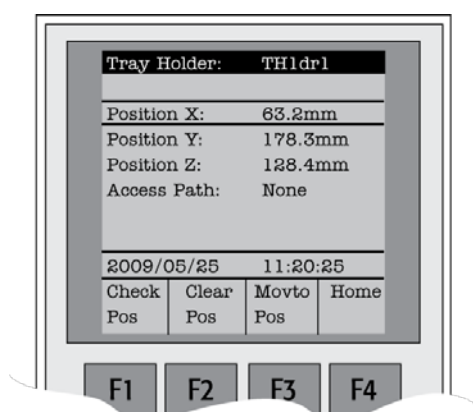 Tray Holder: TH1dr1
Position X: 63.2mm
Position Y: 178.3mm
Position Z: 128.4mm
Access Path: None
2009/05/25 11:20:25
Check Clear Movto Home
Pos Pos Pos
F1 F2 F3 F4